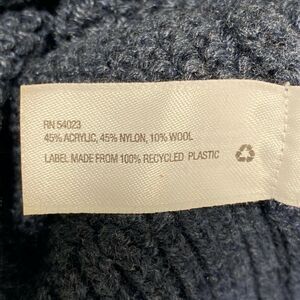 RN 54023
45% ACRYLIC, 45% NYLON, 10% WOOL
LABEL MADE FROM 100% RECYCLED PLASTIC